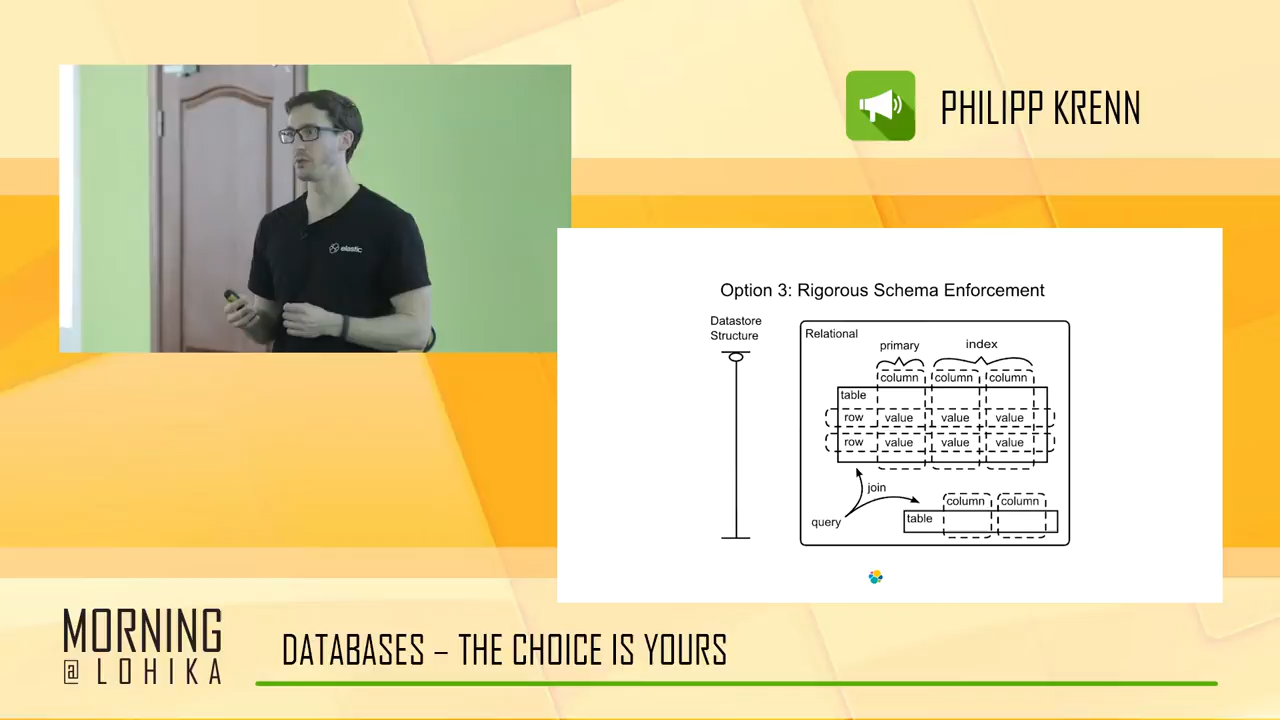 PHILIPP KRENN
elastic
Option 3: Rigorous Schema Enforcement
Datastore
Structure
Relational
primary
index
column column column
table
row value value value
row value value value
join
query
column column
table
MORNING
@ LOHIKA
DATABASES – THE CHOICE IS YOURS